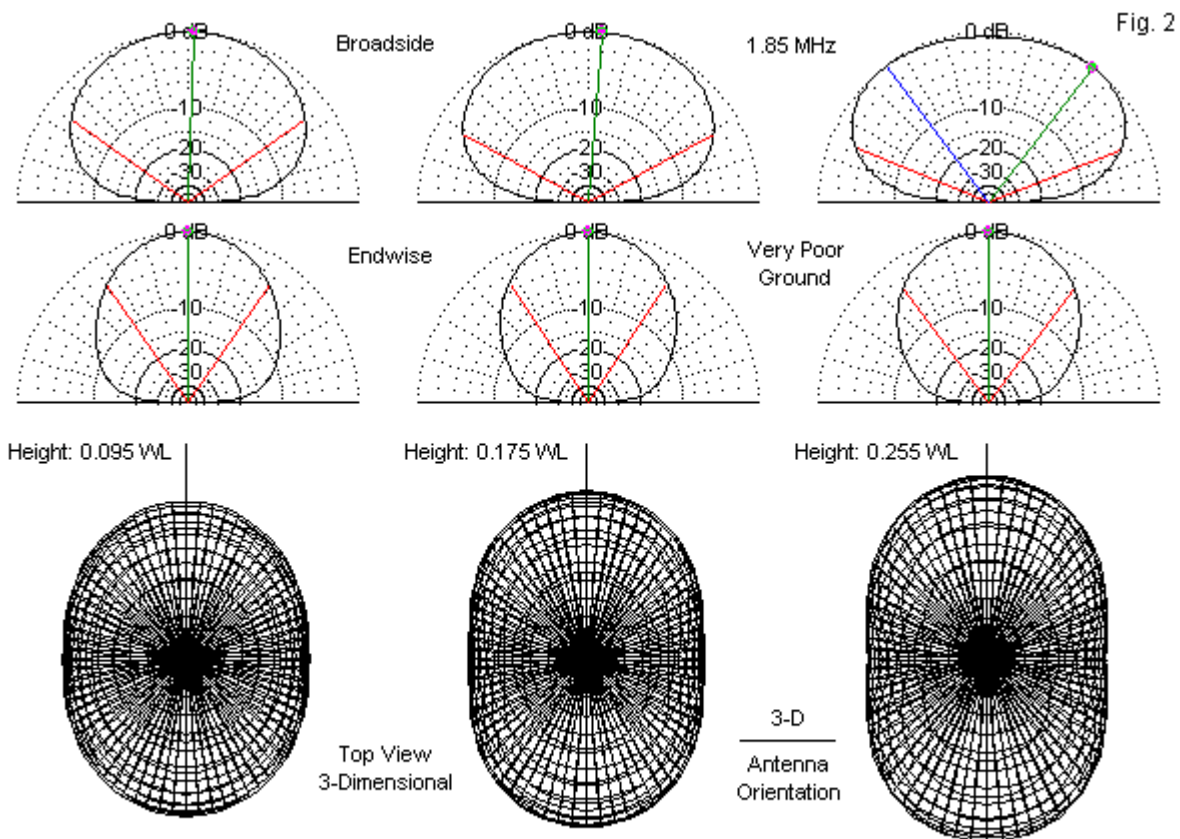 Fig. 2
0 dB
-10
-20
-30
Broadside
0 dB
-10
-20
-30
1.85 MHz
0 dB
-10
-20
-30
0 dB
-10
-20
-30
Endwise
0 dB
-10
-20
-30
Very Poor
Ground
0 dB
-10
-20
-30
Height: 0.095 WL
Height: 0.175 WL
Height: 0.255 WL
Top View
3-Dimensional
3-D
Antenna
Orientation